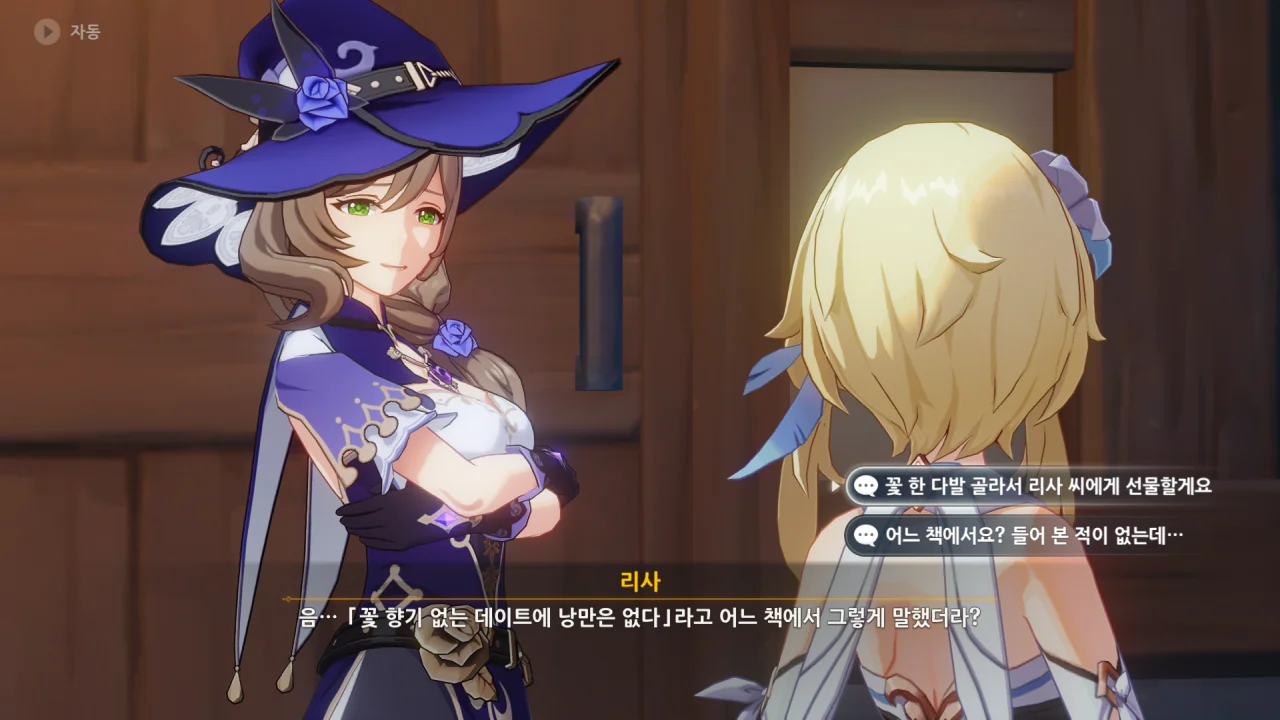 자동
꽃 한 다발 골라서 리사 씨에게 선물할게요
어느 책에서요? 들어 본 적이 없는데…
리사
음…「꽃 향기 없는 데이트에 낭만은 없다」라고 어느 책에서 그렇게 말했더라?